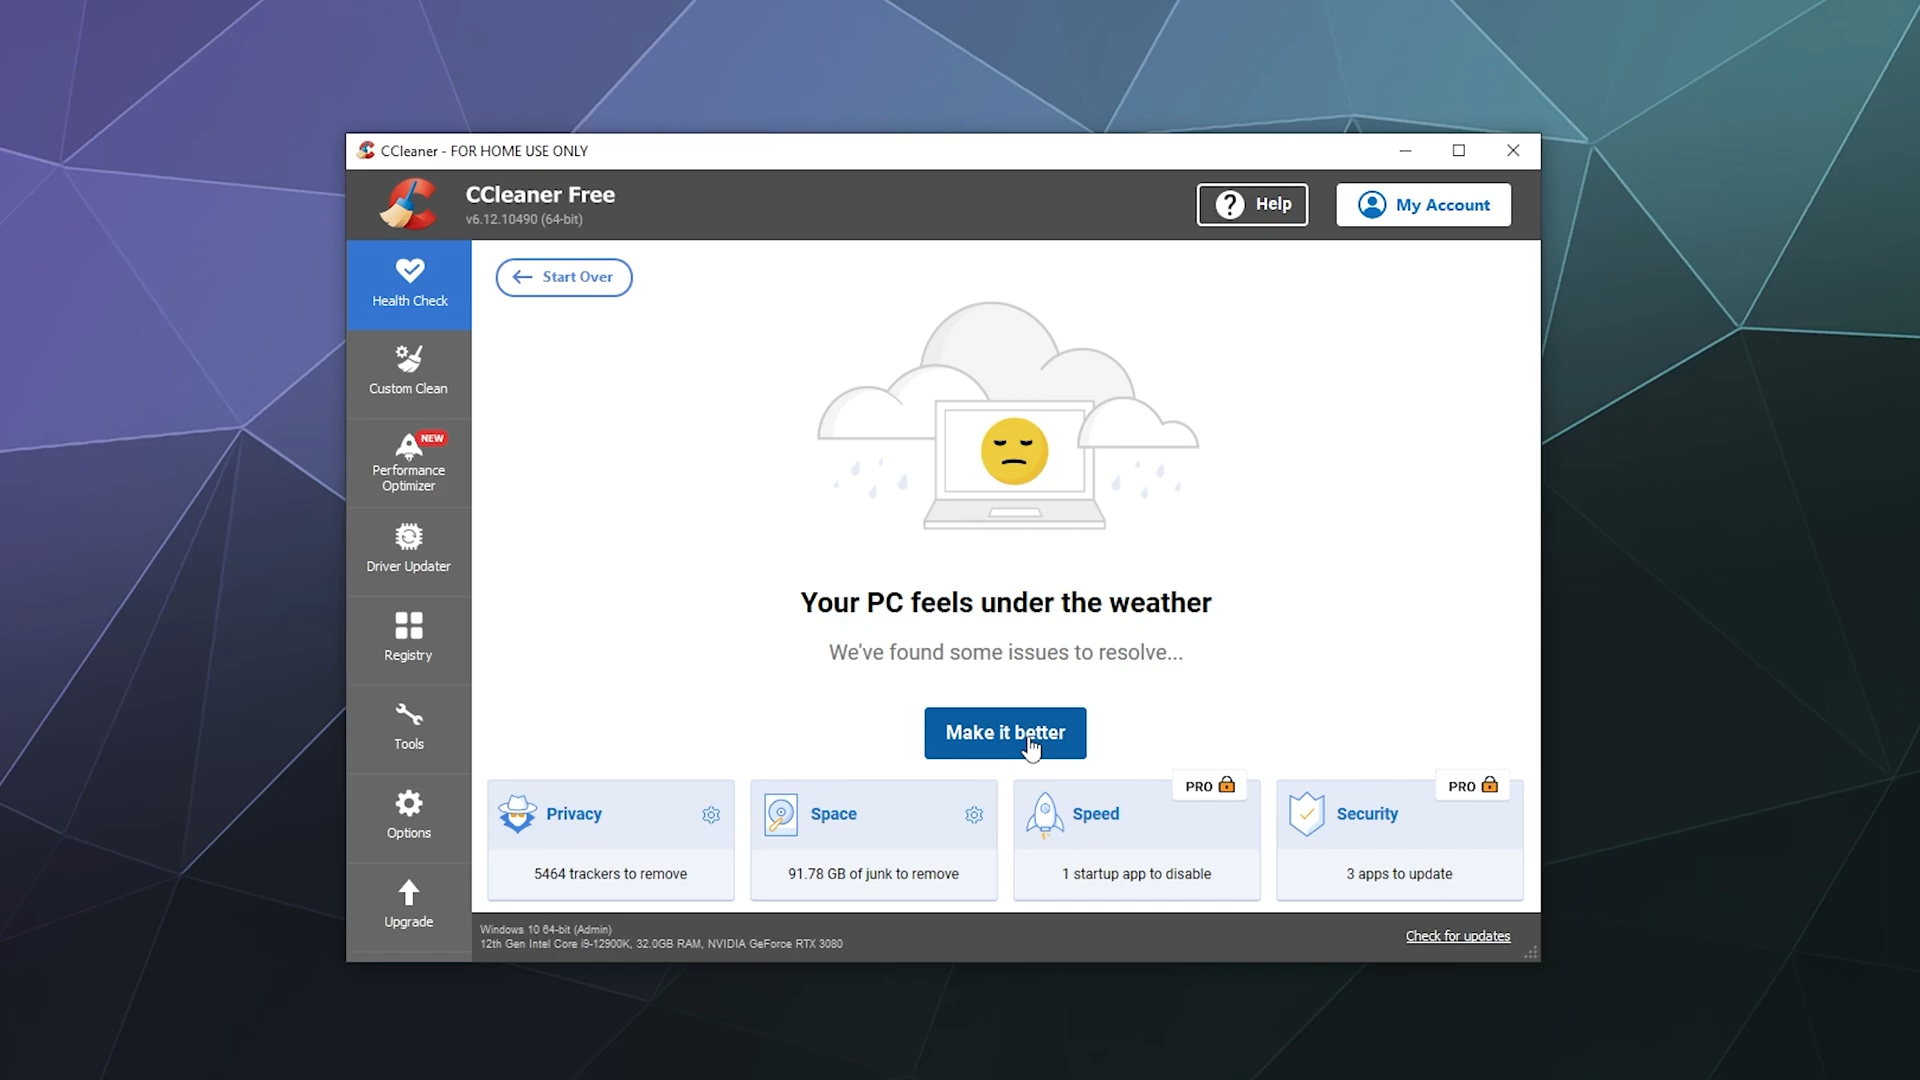 CCleaner - FOR HOME USE ONLY
CCleaner Free
v6.12.10490 (64-bit)
Help
My Account
Health Check
Start Over
Custom Clean
NEW
Performance
Optimizer
Driver Updater
Registry
Tools
Options
Upgrade
Your PC feels under the weather
We've found some issues to resolve...
Make it better
Privacy
5464 trackers to remove
Space
91.78 GB of junk to remove
PRO
Speed
1 startup app to disable
PRO
Security
3 apps to update
Windows 10 64-bit (Admin)
12th Gen Intel Core i9-12900K, 32.0GB RAM, NVIDIA GeForce RTX 3080
Check for updates